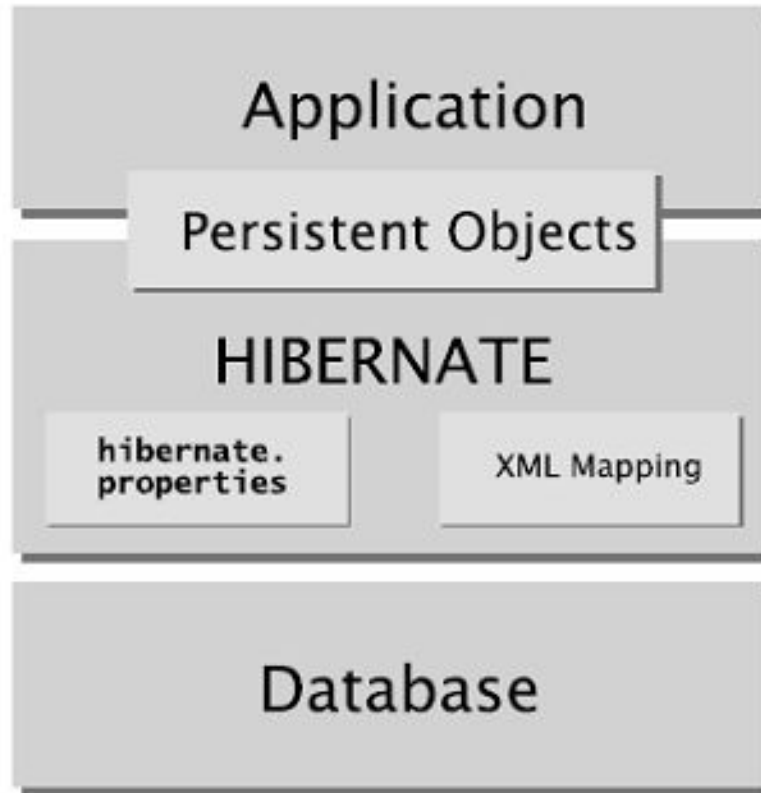 Application
Persistent Objects
HIBERNATE
hibernate.
properties
XML Mapping
Database